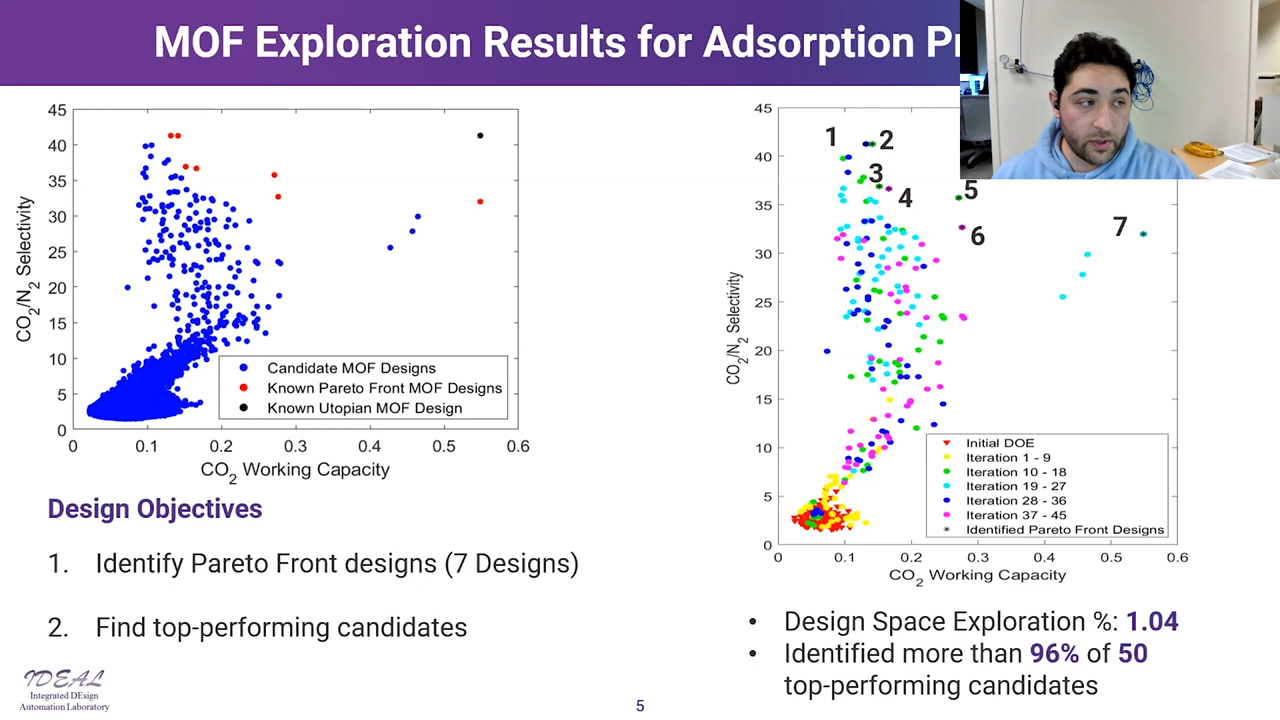 MOF Exploration Results for Adsorption
45
40
35
30
25
20
15
10
5
0
CO2/N2 Selectivity
Candidate MOF Designs
Known Pareto Front MOF Designs
Known Utopian MOF Design
0 0.1 0.2 0.3 0.4 0.5 0.6
CO2 Working Capacity
Design Objectives
1. Identify Pareto Front designs (7 Designs)
2. Find top-performing candidates
IDEAL
Integrated DEsign
Automation Laboratory
45
40
35
30
25
20
15
10
5
0
CO2/N2 Selectivity
1
2
3
4
5
6
7
Initial DOE
Iteration 1 - 9
Iteration 10 - 18
Iteration 19 - 27
Iteration 28 - 36
Iteration 37 - 45
Identified Pareto Front Designs
0 0.1 0.2 0.3 0.4 0.5 0.6
CO2 Working Capacity
• Design Space Exploration %: 1.04
• Identified more than 96% of 50
top-performing candidates
5